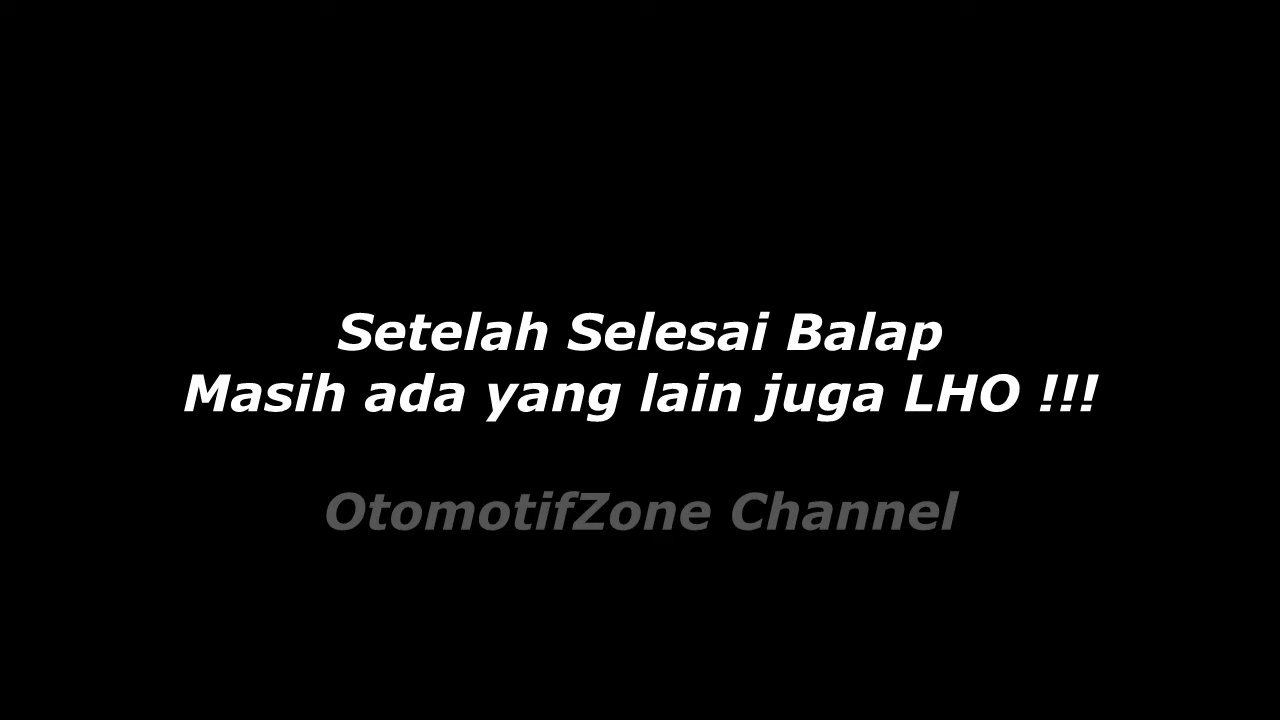 Setelah Selesai Balap
Masih ada yang lain juga LHO !!!
OtomotifZone Channel